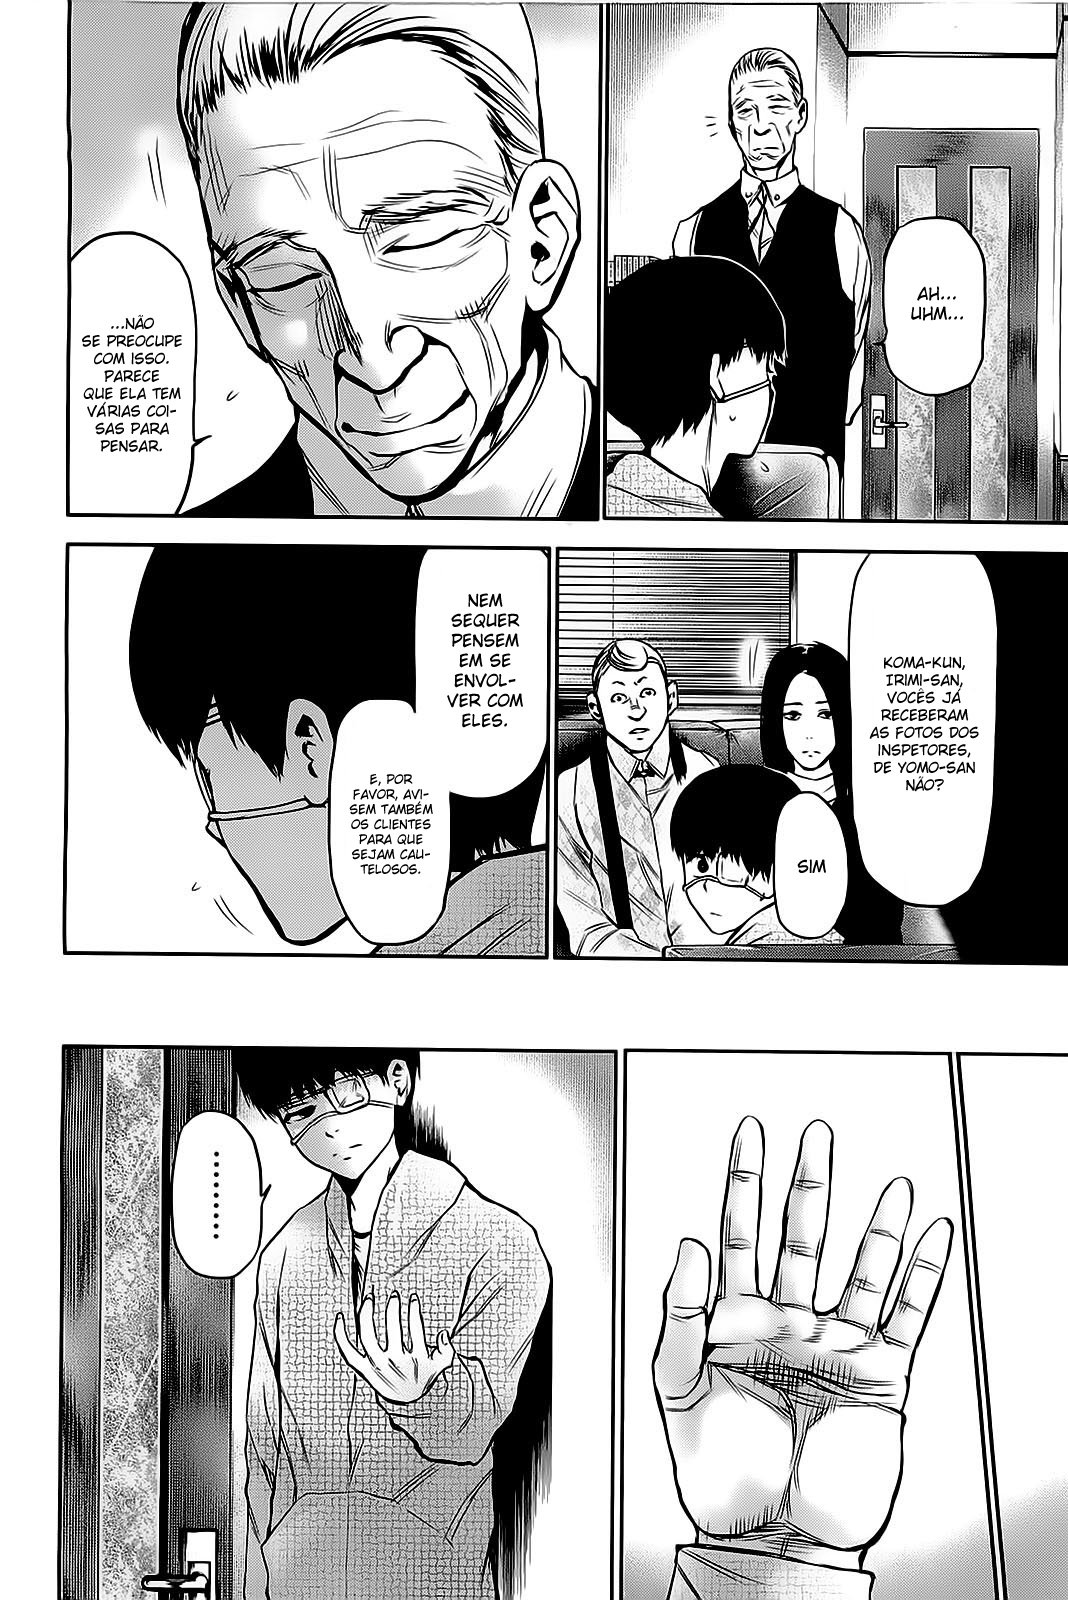 AH...
UHM...
...NÃO
SE PREOCUPE
COM ISSO.
PARECE
QUE ELA TEM
VÁRIAS COI-
SAS PARA
PENSAR.
KOMA-KUN,
IRIMI-SAN,
VOCÊS JÁ
RECEBERAM
AS FOTOS DOS
INSPETORES,
DE YOMO-SAN
NÃO?
SIM
NEM
SEQUER
PENSEM
EM SE
ENVOL-
VER COM
ELES.
E, POR
FAVOR, AVI-
SEM TAMBÉM
OS CLIENTES
PARA QUE
SEJAM CAU-
TELOSOS.
.........